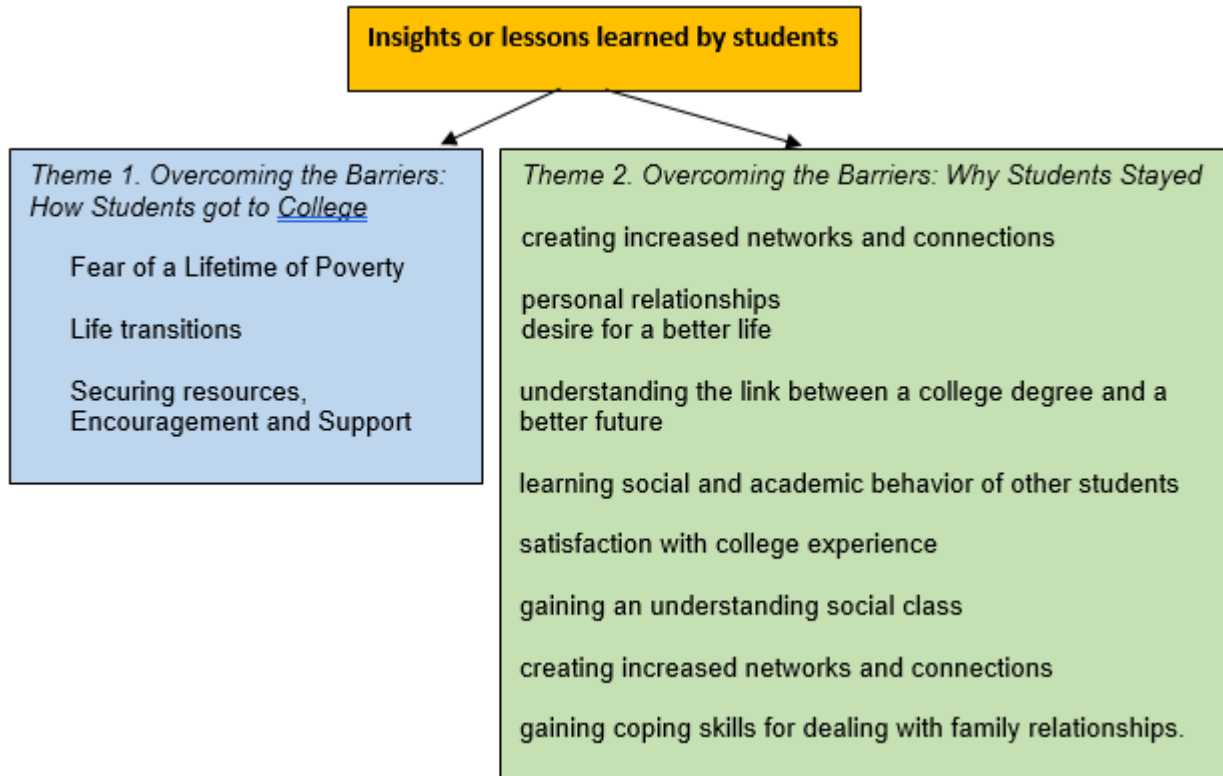 Insights or lessons learned by students
Theme 1. Overcoming the Barriers:
How Students got to College
Fear of a Lifetime of Poverty
Life transitions
Securing resources,
Encouragement and Support
Theme 2. Overcoming the Barriers: Why Students Stayed
creating increased networks and connections
personal relationships
desire for a better life
understanding the link between a college degree and a
better future
learning social and academic behavior of other students
satisfaction with college experience
gaining an understanding social class
creating increased networks and connections
gaining coping skills for dealing with family relationships.